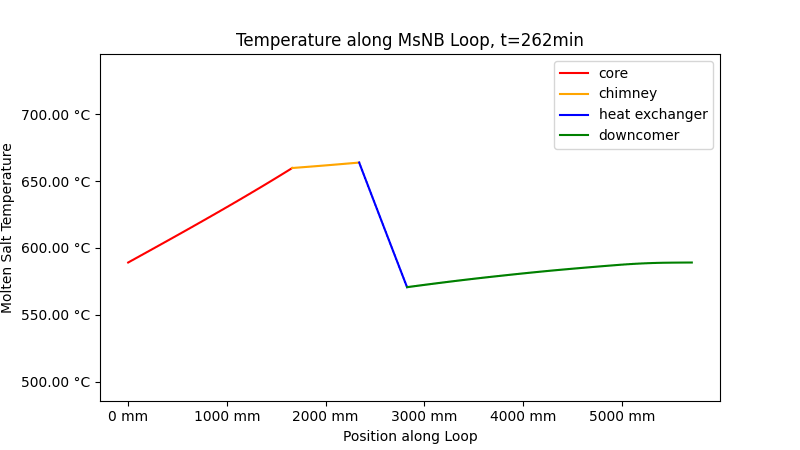 Temperature along MsNB Loop, t=262min
core
chimney
heat exchanger
downcomer
Molten Salt Temperature
700.00 °C
650.00 °C
600.00 °C
550.00 °C
500.00 °C
0 mm
1000 mm
2000 mm
3000 mm
4000 mm
5000 mm
Position along Loop